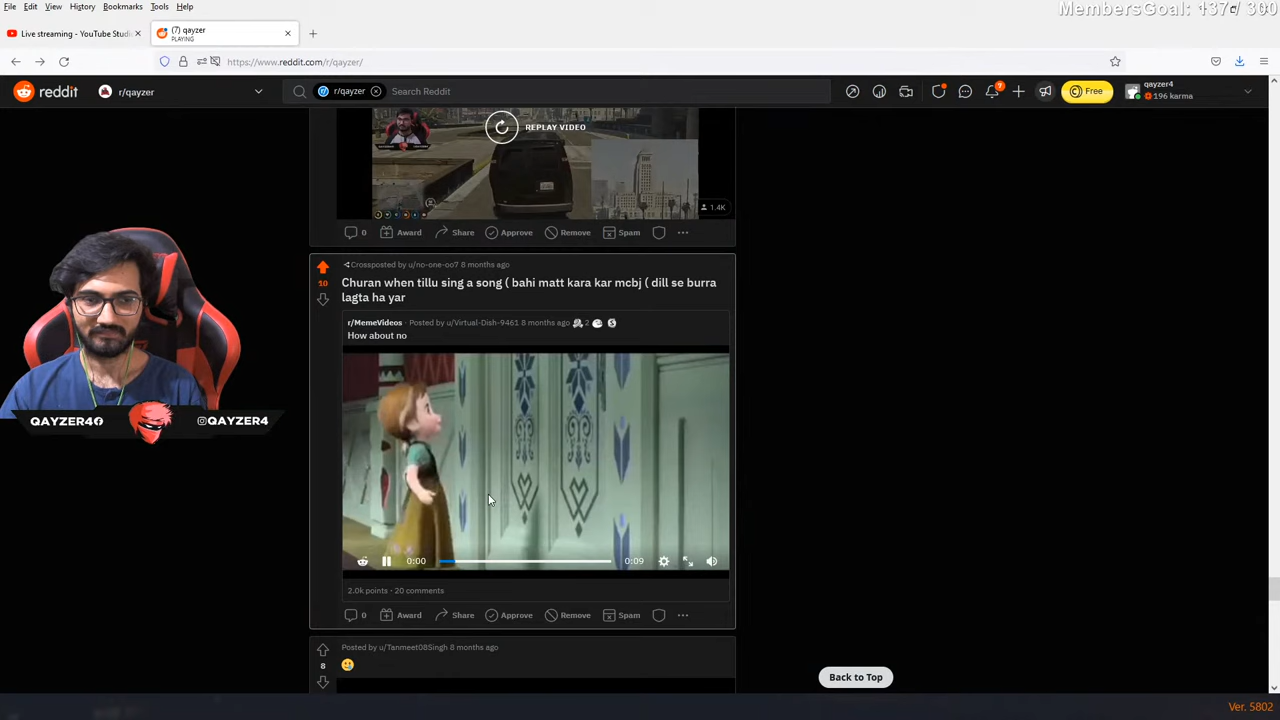 File Edit View History Bookmarks Tools Help
MembersGoal: 137
/ 300
Live streaming - YouTube Studi
(7) qayzer
PLAYING
https://www.reddit.com/r/qayzer/
reddit
r/qayzer
r/qayzer
Search Reddit
7
Free
qayzer4
196 karma
REPLAY VIDEO
1.4K
0 Award Share Approve Remove Spam
Crossposted by u/no-one-oo7 8 months ago
10
Churan when tillu sing a song ( bahi matt kara kar mcbj ( dill se burra
lagta ha yar
r/MemeVideos · Posted by u/Virtual-Dish-9461 8 months ago 2
How about no
QAYZER4
QAYZER4
0:00
0:09
2.0k points · 20 comments
0 Award Share Approve Remove Spam
Posted by u/Tanmeet08Singh 8 months ago
8
Back to Top
Ver. 5802